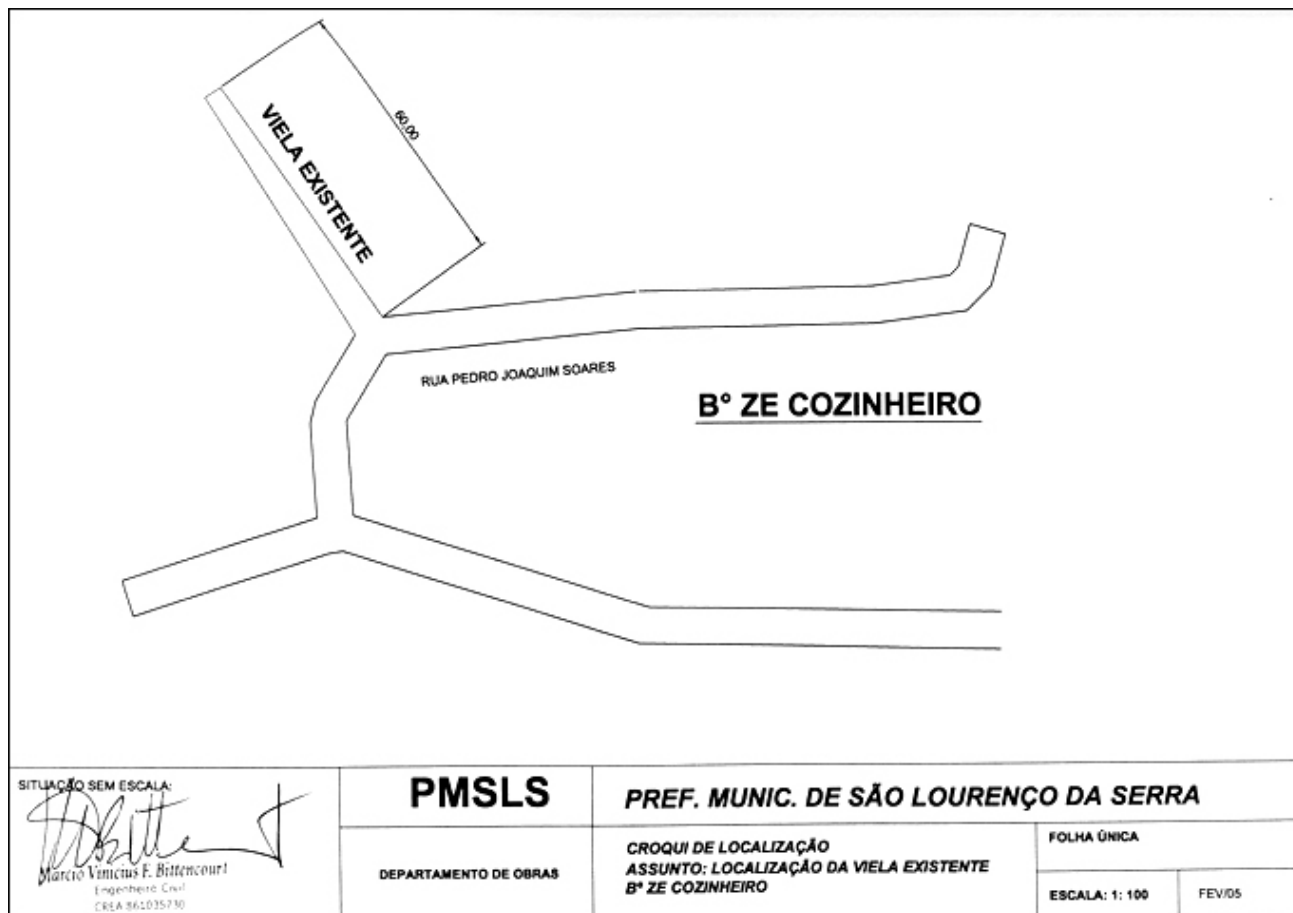 60,00
VIELA EXISTENTE
RUA PEDRO JOAQUIM SOARES
Bº ZE COZINHEIRO
SITUAÇÃO SEM ESCALA:
Marcio Vinicius F. Bittencourt
Engenheiro Civil
CREA 861035730
PMSLS
DEPARTAMENTO DE OBRAS
PREF. MUNIC. DE SÃO LOURENÇO DA SERRA
CROQUI DE LOCALIZAÇÃO
ASSUNTO: LOCALIZAÇÃO DA VIELA EXISTENTE
Bº ZE COZINHEIRO
FOLHA ÚNICA
ESCALA: 1: 100
FEV/05